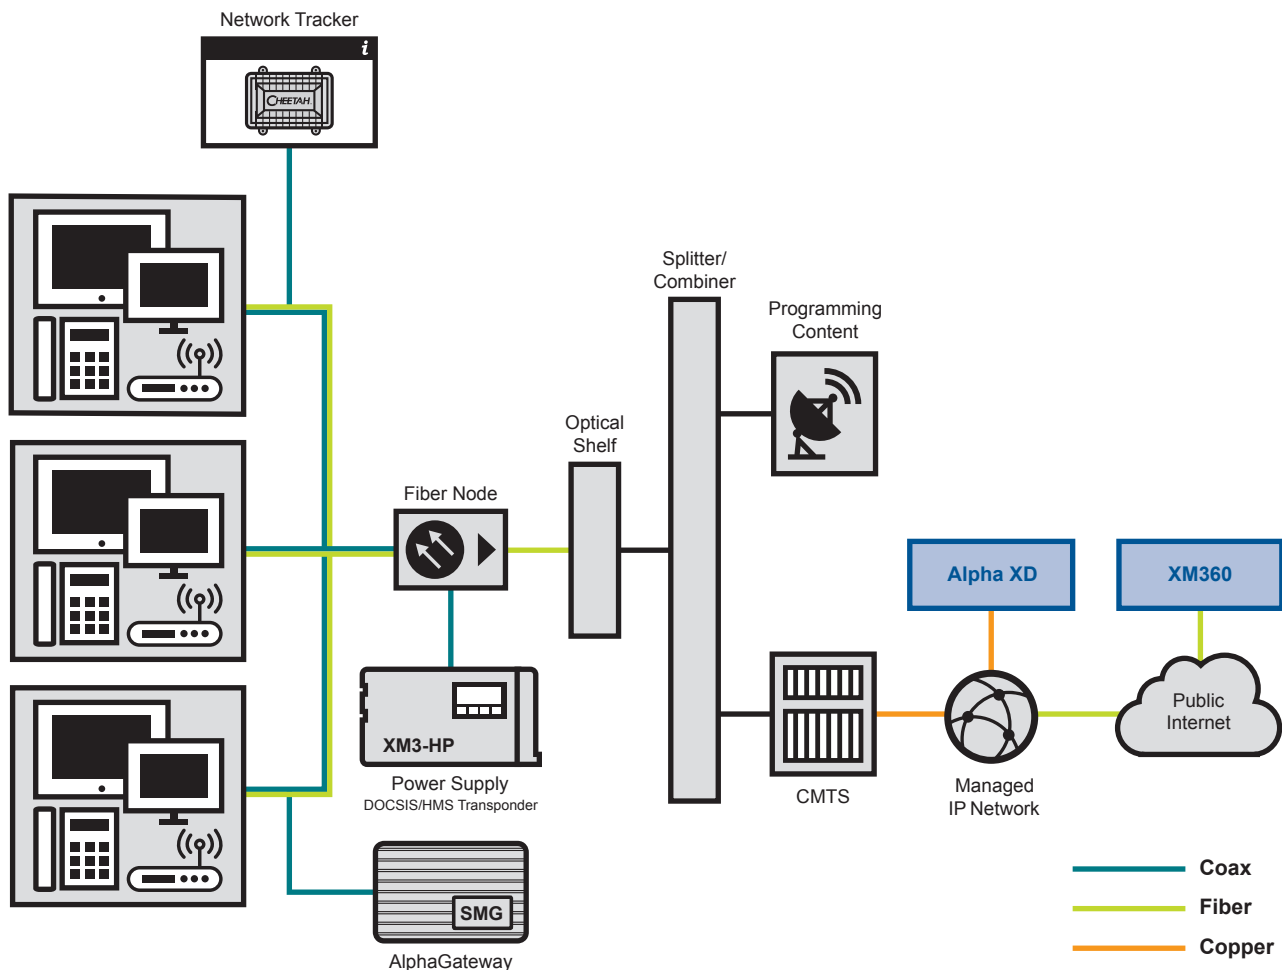 Network Tracker
i
CHEETAH
Splitter/
Combiner
Programming
Content
Optical
Shelf
Fiber Node
Alpha XD
XM360
Public
Internet
XM3-HP
Power Supply
DOCSIS/HMS Transponder
CMTS
Managed
IP Network
SMG
AlphaGateway
Coax
Fiber
Copper